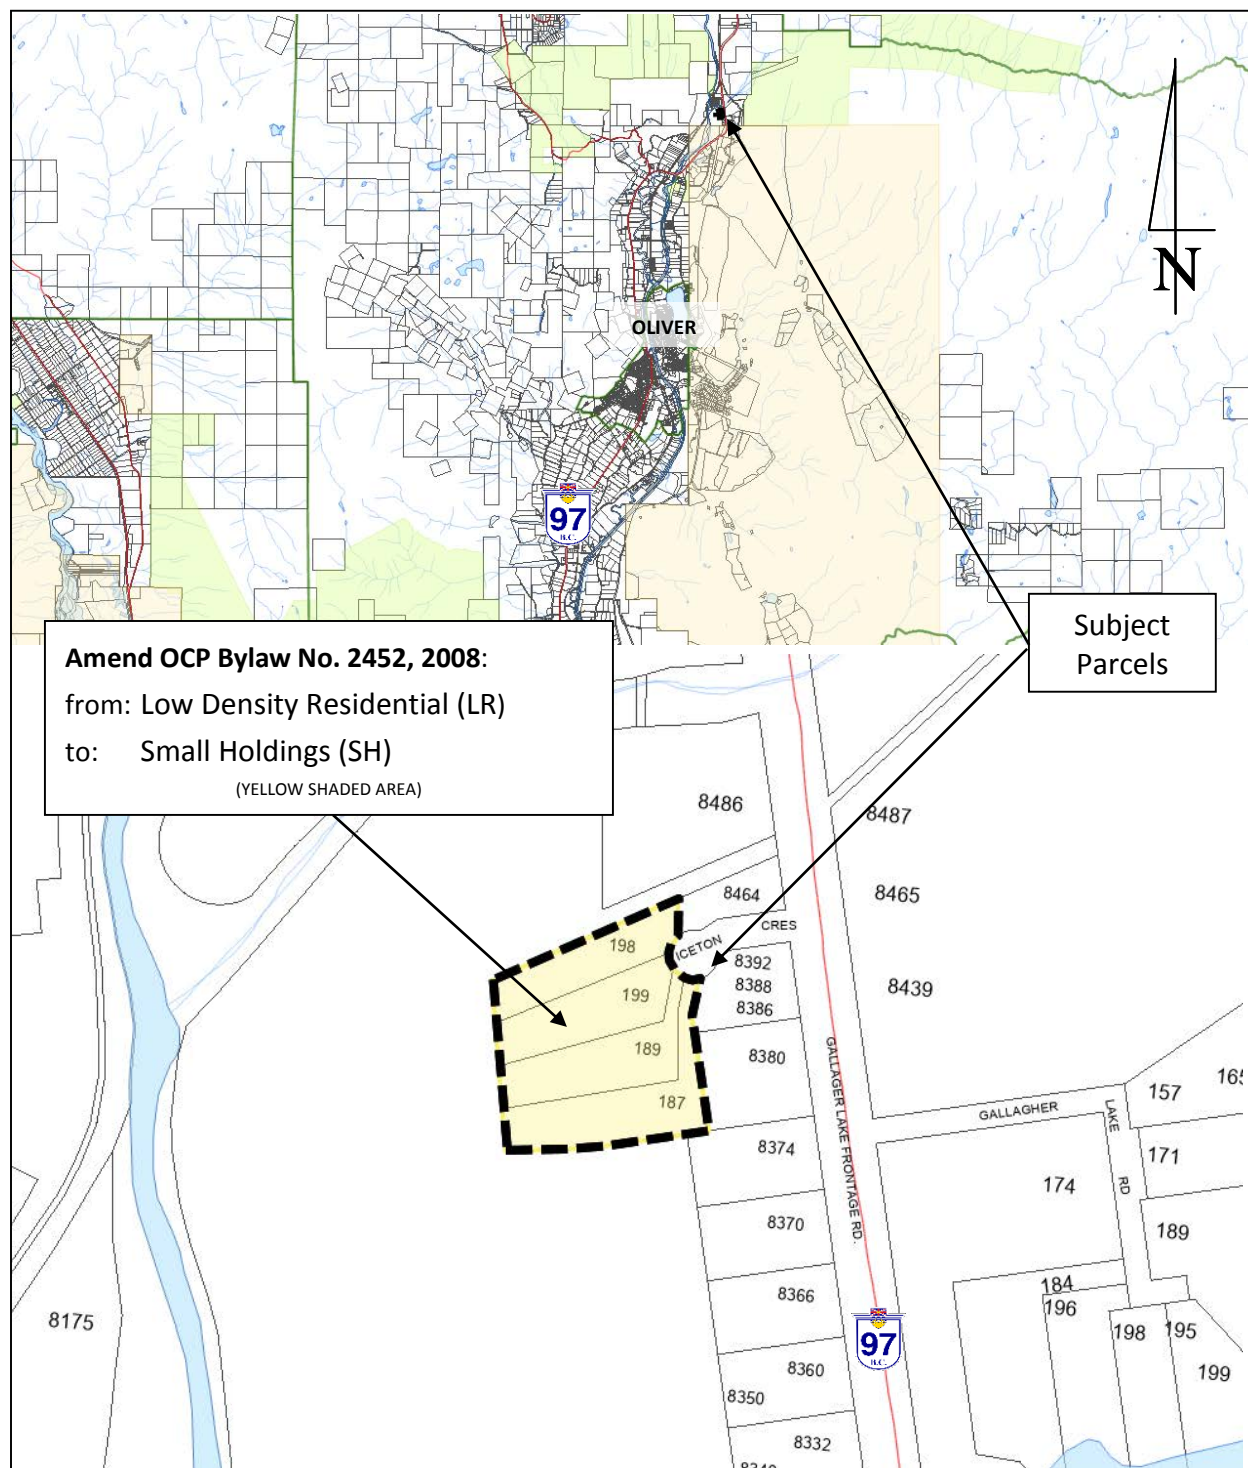 OLIVER
N
97
B.C.
Subject
Parcels
Amend OCP Bylaw No. 2452, 2008:
from: Low Density Residential (LR)
to: Small Holdings (SH)
(YELLOW SHADED AREA)
8486
8487
8464
8465
CRES
198
ICETON
8392
8388
8386
199
8439
189
8380
187
GALLAGER LAKE FRONTAGE RD.
GALLAGHER
LAKE
RD
157
165
8374
171
174
8370
189
184
196
8366
8175
198
195
97
B.C.
199
8360
8350
8332